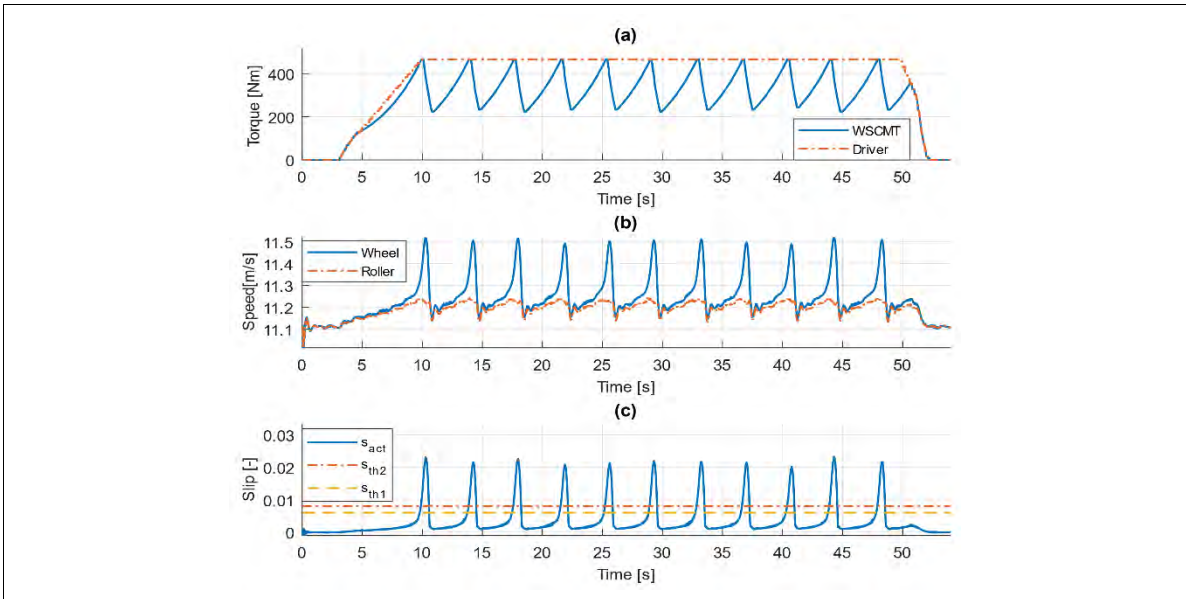 (a)
400
200
0
Torque [Nm]
WSCMT
Driver
0 5 10 15 20 25 30 35 40 45 50
Time [s]
(b)
11.5
11.4
11.3
11.2
11.1
Speed[m/s]
Wheel
Roller
0 5 10 15 20 25 30 35 40 45 50
Time [s]
(c)
0.03
0.02
0.01
0
Slip [-]
s_act
s_th2
s_th1
0 5 10 15 20 25 30 35 40 45 50
Time [s]